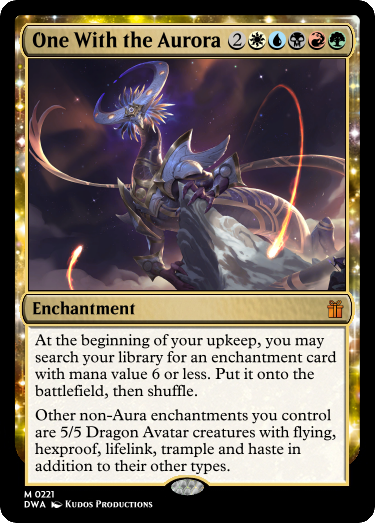 One With the Aurora 2
Enchantment
At the beginning of your upkeep, you may
search your library for an enchantment card
with mana value 6 or less. Put it onto the
battlefield, then shuffle.
Other non-Aura enchantments you control
are 5/5 Dragon Avatar creatures with flying,
hexproof, lifelink, trample and haste in
addition to their other types.
M 0221
DWA Kudos Productions